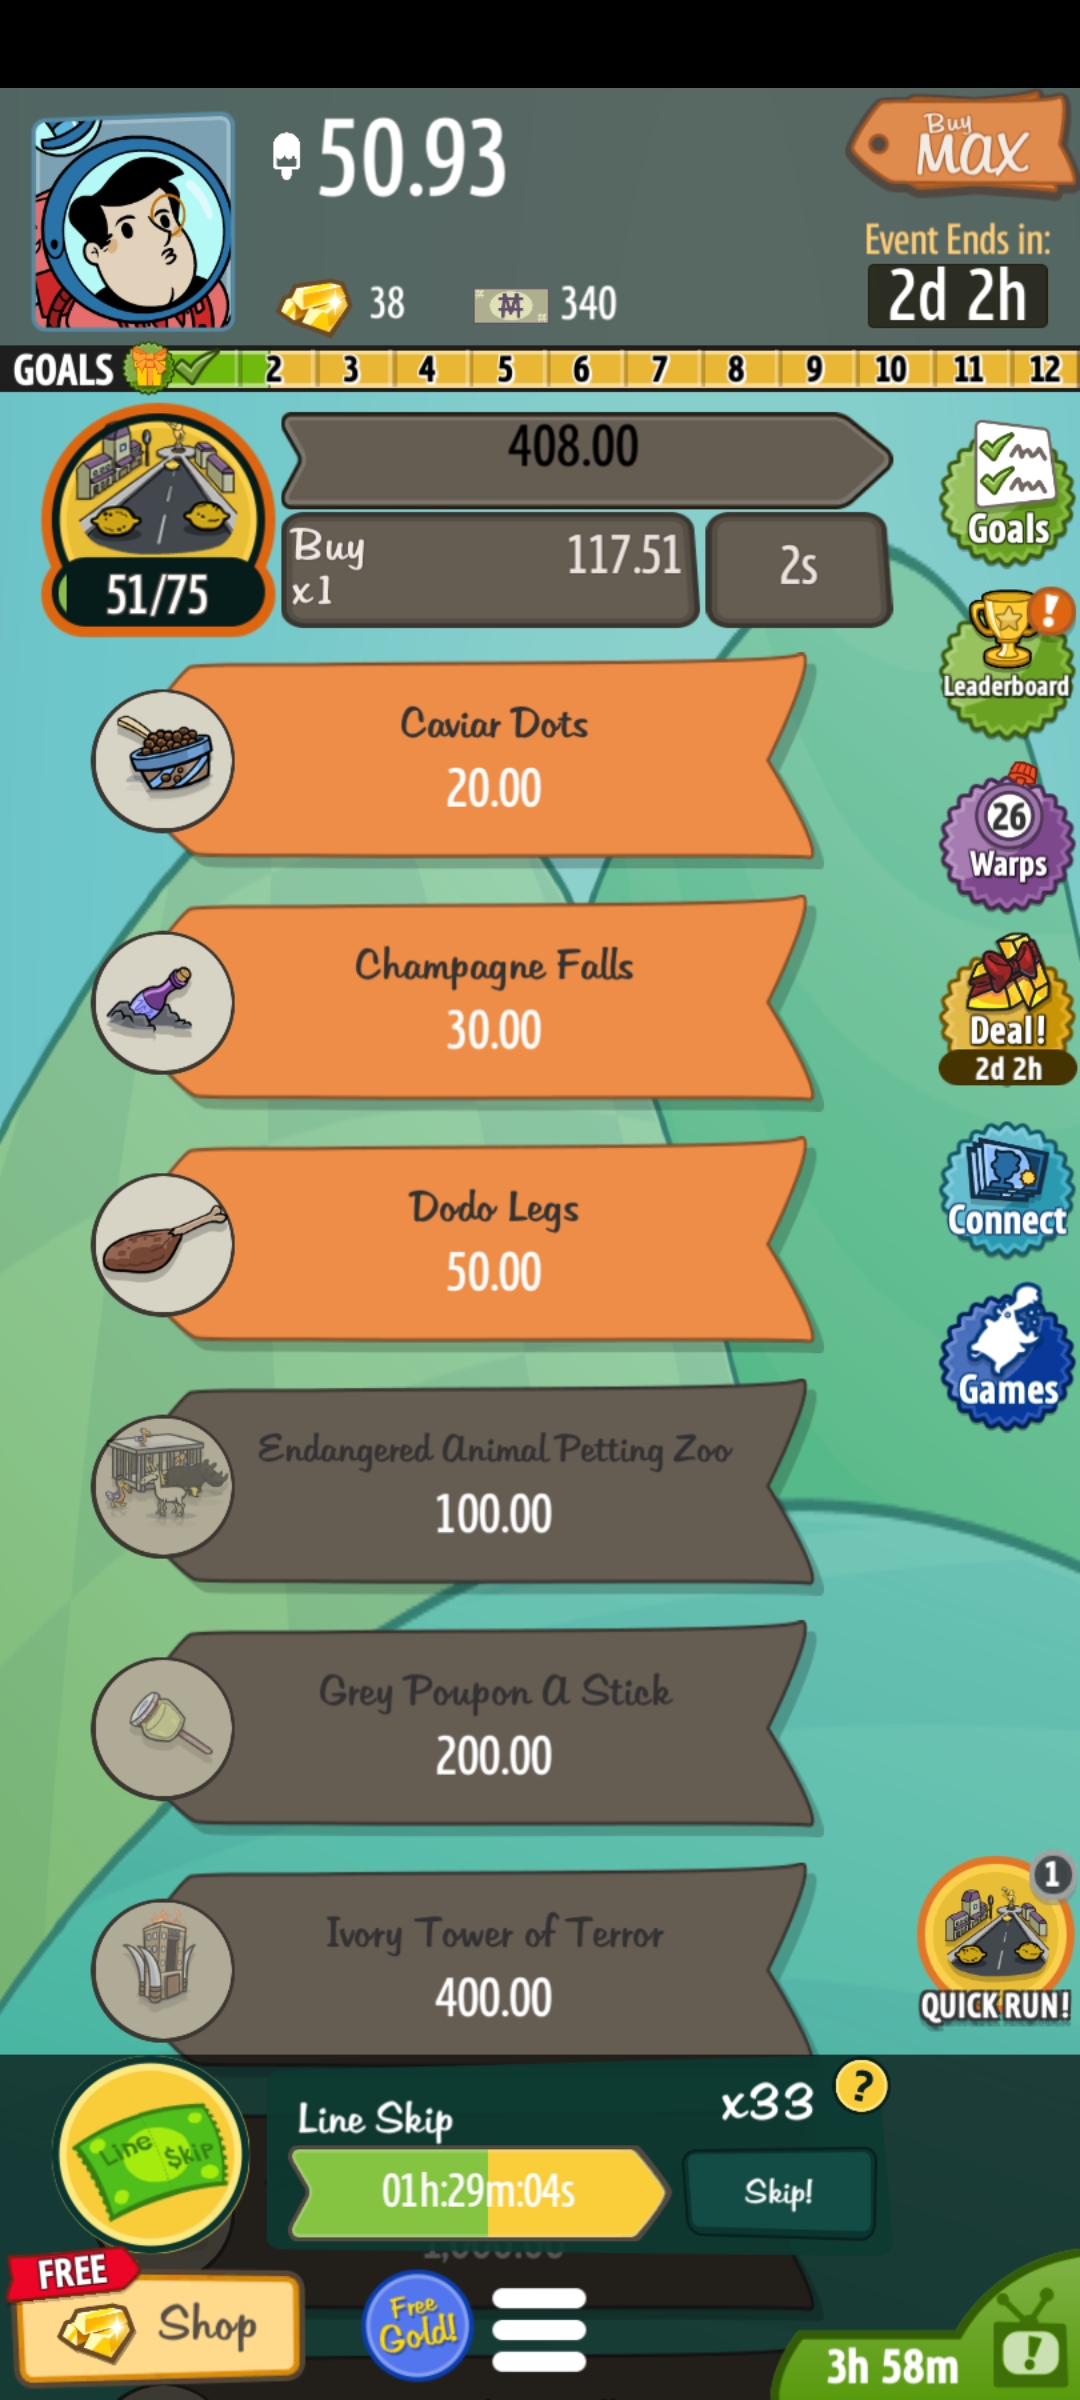 50.93
Buy
MAX
Event Ends in:
2d 2h
38
340
GOALS 2 3 4 5 6 7 8 9 10 11 12
408.00
Goals
51/75
Buy
x1
117.51
2s
Leaderboard
Caviar Dots
20.00
26
Warps
Champagne Falls
30.00
Deal!
2d 2h
Dodo Legs
50.00
Connect
Games
Endangered Animal Petting Zoo
100.00
Grey Poupon A Stick
200.00
Ivory Tower of Terror
400.00
1
QUICK RUN!
Line $kip
Line Skip
x33
?
01h:29m:04s
Skip!
FREE
Shop
Free
Gold!
3h 58m